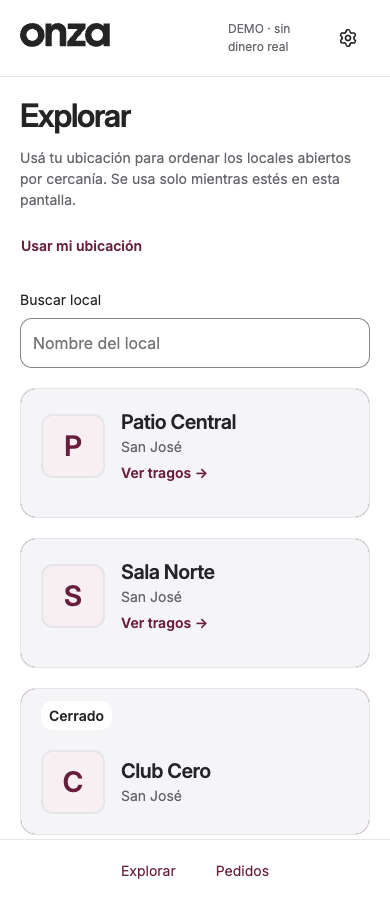 onza
DEMO · sin
dinero real
Explorar
Usá tu ubicación para ordenar los locales abiertos
por cercanía. Se usa solo mientras estés en esta
pantalla.
Usar mi ubicación
Buscar local
Nombre del local
P
Patio Central
San José
Ver tragos →
S
Sala Norte
San José
Ver tragos →
Cerrado
C
Club Cero
San José
Explorar
Pedidos